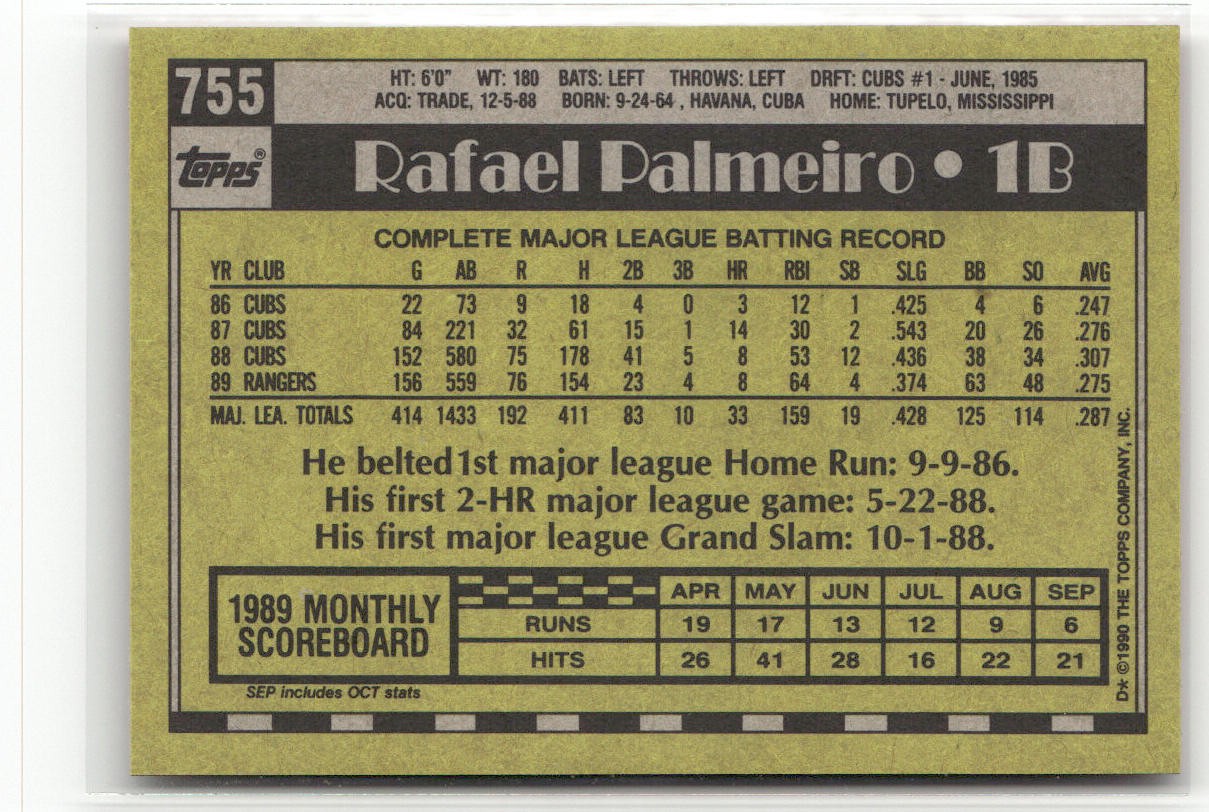 755
HT: 6'0" WT: 180 BATS: LEFT THROWS: LEFT DRFT: CUBS #1 - JUNE, 1985
ACQ: TRADE, 12-5-88 BORN: 9-24-64 , HAVANA, CUBA HOME: TUPELO, MISSISSIPPI
TOPPS®
Rafael Palmeiro • 1B
COMPLETE MAJOR LEAGUE BATTING RECORD
YR CLUB G AB R H 2B 3B HR RBI SB SLG BB SO AVG
86 CUBS 22 73 9 18 4 0 3 12 1 .425 4 6 .247
87 CUBS 84 221 32 61 15 1 14 30 2 .543 20 26 .276
88 CUBS 152 580 75 178 41 5 8 53 12 .436 38 34 .307
89 RANGERS 156 559 76 154 23 4 8 64 4 .374 63 48 .275
MAJ. LEA. TOTALS 414 1433 192 411 83 10 33 159 19 .428 125 114 .287
He belted 1st major league Home Run: 9-9-86.
His first 2-HR major league game: 5-22-88.
His first major league Grand Slam: 10-1-88.
1989 MONTHLY
SCOREBOARD
APR MAY JUN JUL AUG SEP
RUNS 19 17 13 12 9 6
HITS 26 41 28 16 22 21
SEP includes OCT stats
D* ©1990 THE TOPPS COMPANY, INC.